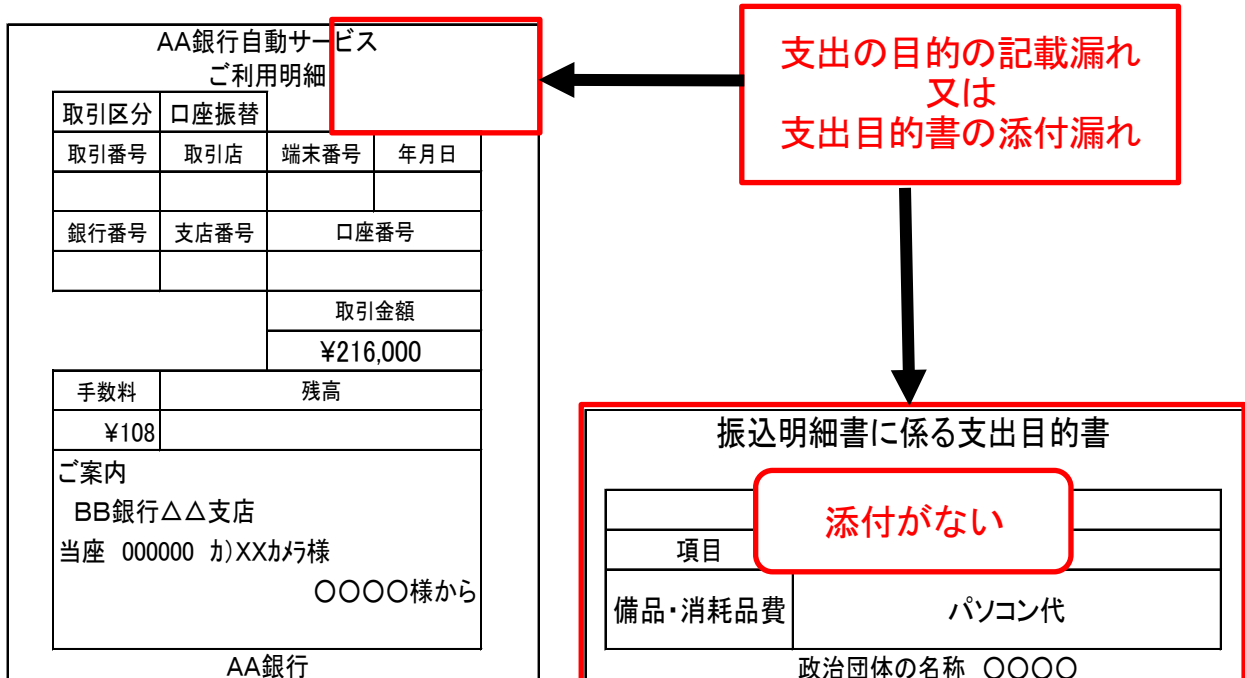 AA銀行自動サービス
ご利用明細
取引区分 口座振替
取引番号 取引店 端末番号 年月日
銀行番号 支店番号 口座番号
取引金額
¥216,000
手数料 残高
¥108
ご案内
BB銀行△△支店
当座 000000 カ)XXカメラ様
〇〇〇〇様から
AA銀行
支出の目的の記載漏れ
又は
支出目的書の添付漏れ
振込明細書に係る支出目的書
添付がない
項目
備品・消耗品費 パソコン代
政治団体の名称 〇〇〇〇